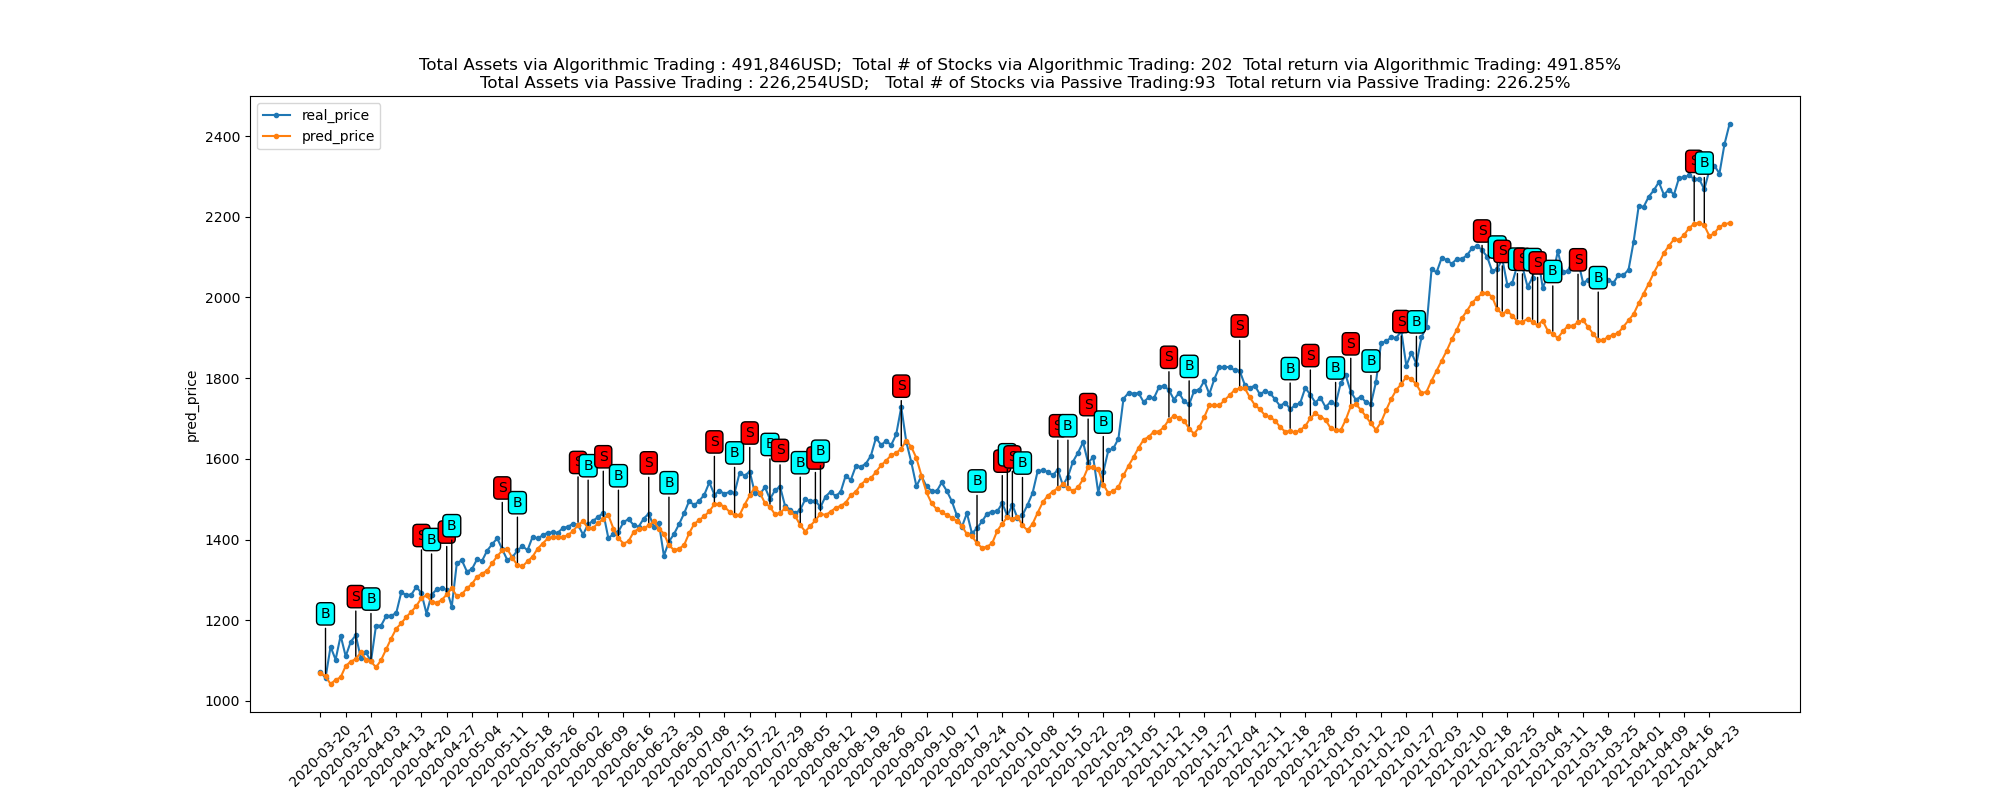 Total Assets via Algorithmic Trading : 491,846USD;  Total # of Stocks via Algorithmic Trading: 202  Total return via Algorithmic Trading: 491.85%
Total Assets via Passive Trading : 226,254USD;   Total # of Stocks via Passive Trading:93  Total return via Passive Trading: 226.25%
real_price
pred_price
2400
2200
2000
1800
1600
1400
1200
1000
pred_price
B
S
B
S
B
S
B
S
B
S
B
S
B
S
B
S
B
S
B
S
B
S
B
S
B
S
B
S
B
S
B
S
B
S
B
S
B
S
B
S
B
S
B
S
B
S
B
S
B
S
B
2020-03-20
2020-03-27
2020-04-03
2020-04-13
2020-04-20
2020-04-27
2020-05-04
2020-05-11
2020-05-18
2020-05-26
2020-06-02
2020-06-09
2020-06-16
2020-06-23
2020-06-30
2020-07-08
2020-07-15
2020-07-22
2020-07-29
2020-08-05
2020-08-12
2020-08-19
2020-08-26
2020-09-02
2020-09-10
2020-09-17
2020-09-24
2020-10-01
2020-10-08
2020-10-15
2020-10-22
2020-10-29
2020-11-05
2020-11-12
2020-11-19
2020-11-27
2020-12-04
2020-12-11
2020-12-18
2020-12-28
2021-01-05
2021-01-12
2021-01-20
2021-01-27
2021-02-03
2021-02-10
2021-02-18
2021-02-25
2021-03-04
2021-03-11
2021-03-18
2021-03-25
2021-04-01
2021-04-09
2021-04-16
2021-04-23